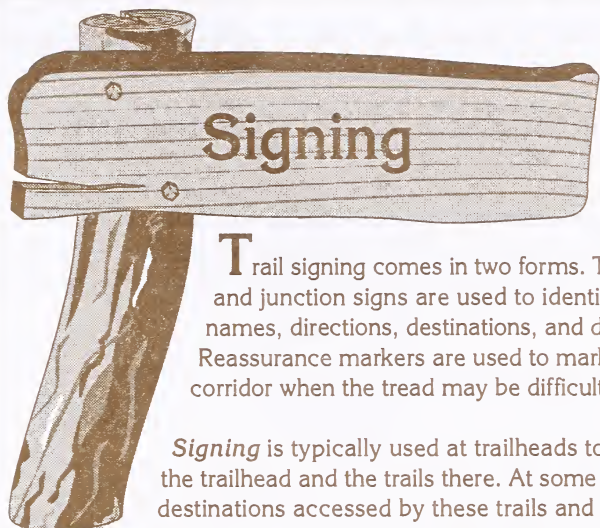 Signing
Trail signing comes in two forms. T
and junction signs are used to identi
names, directions, destinations, and d
Reassurance markers are used to mark
corridor when the tread may be difficult
Signing is typically used at trailheads to
the trailhead and the trails there. At some
destinations accessed by these trails and